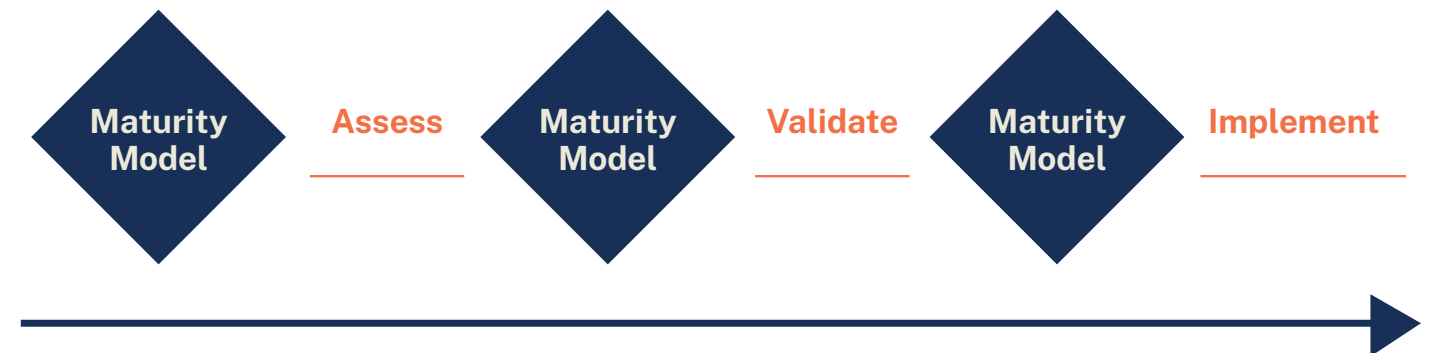 Maturity
Model
Assess
Maturity
Model
Validate
Maturity
Model
Implement